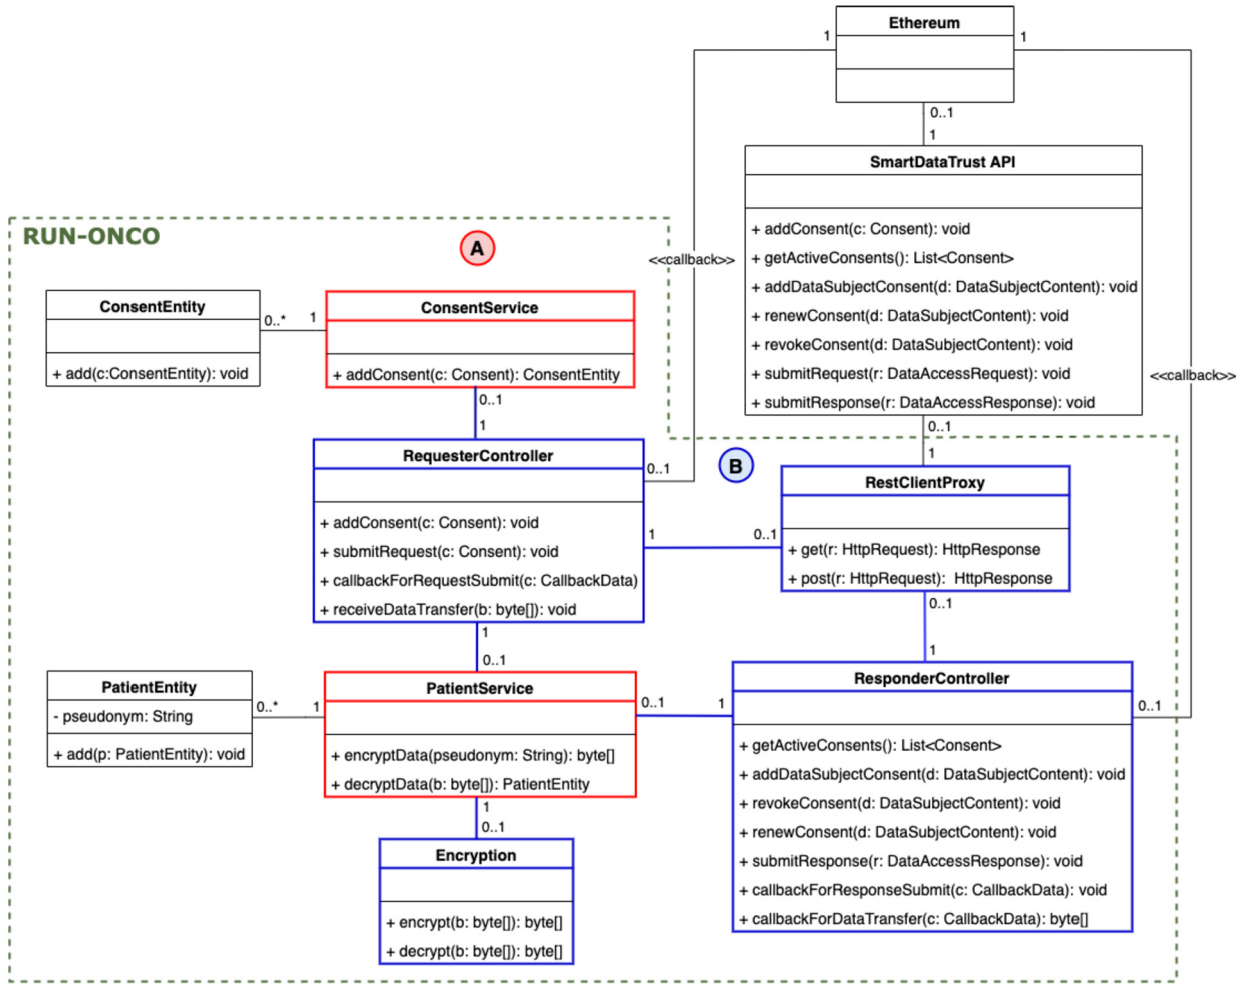 Ethereum
1
1
0..1
1
SmartDataTrust API
+ addConsent(c: Consent): void
+ getActiveConsents(): List<Consent>
+ addDataSubjectConsent(d: DataSubjectContent): void
+ renewConsent(d: DataSubjectContent): void
+ revokeConsent(d: DataSubjectContent): void
+ submitRequest(r: DataAccessRequest): void
+ submitResponse(r: DataAccessResponse): void
<<callback>>
<<callback>>
RUN-ONCO
A
ConsentEntity
+ add(c:ConsentEntity): void
0..*
1
ConsentService
+ addConsent(c: Consent): ConsentEntity
0..1
1
0..1
1
RequesterController
+ addConsent(c: Consent): void
+ submitRequest(c: Consent): void
+ callbackForRequestSubmit(c: CallbackData)
+ receiveDataTransfer(b: byte[]): void
0..1
B
1
0..1
RestClientProxy
+ get(r: HttpRequest): HttpResponse
+ post(r: HttpRequest): HttpResponse
0..1
1
1
0..1
PatientEntity
- pseudonym: String
+ add(p: PatientEntity): void
0..*
1
PatientService
+ encryptData(pseudonym: String): byte[]
+ decryptData(b: byte[]): PatientEntity
0..1
1
1
0..1
Encryption
+ encrypt(b: byte[]): byte[]
+ decrypt(b: byte[]): byte[]
ResponderController
0..1
+ getActiveConsents(): List<Consent>
+ addDataSubjectConsent(d: DataSubjectContent): void
+ revokeConsent(d: DataSubjectContent): void
+ renewConsent(d: DataSubjectContent): void
+ submitResponse(r: DataAccessResponse): void
+ callbackForResponseSubmit(c: CallbackData): void
+ callbackForDataTransfer(c: CallbackData): byte[]